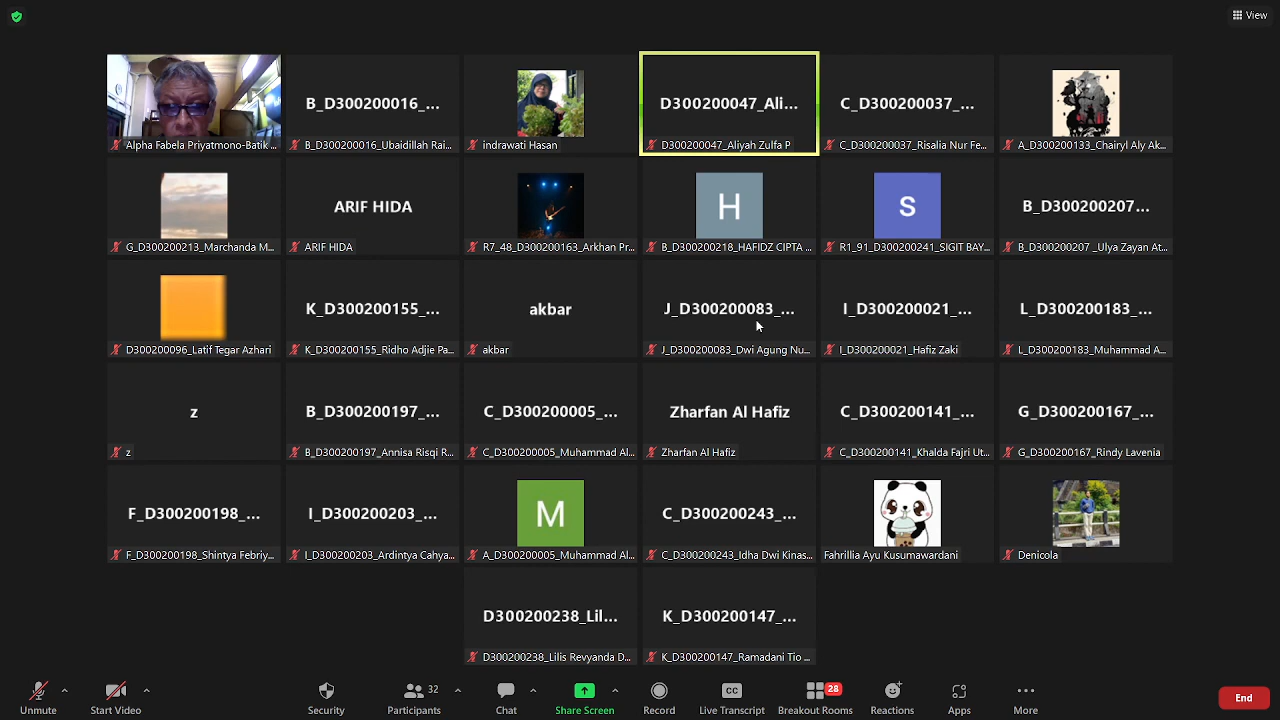 View
Alpha Fabela Priyatmono-Batik ...
B_D300200016_...
B_D300200016_Ubaidillah Rai...
indrawati Hasan
D300200047_Ali...
D300200047_Aliyah Zulfa P
C_D300200037_...
C_D300200037_Risalia Nur Fe...
A_D300200133_Chairyl Aly Ak...
G_D300200213_Marchanda M...
ARIF HIDA
ARIF HIDA
R7_48_D300200163_Arkhan Pr...
H
B_D300200218_HAFIDZ CIPTA ...
S
R1_91_D300200241_SIGIT BAY...
B_D300200207...
B_D300200207 _Ulya Zayan At...
D300200096_Latif Tegar Azhari
K_D300200155_...
K_D300200155_Ridho Adjie Pa...
akbar
akbar
J_D300200083_...
J_D300200083_Dwi Agung Nu...
I_D300200021_...
I_D300200021_Hafiz Zaki
L_D300200183_...
L_D300200183_Muhammad A...
z
z
B_D300200197_...
B_D300200197_Annisa Risqi R...
C_D300200005_...
C_D300200005_Muhammad Al...
Zharfan Al Hafiz
Zharfan Al Hafiz
C_D300200141_...
C_D300200141_Khalda Fajri Ut...
G_D300200167_...
G_D300200167_Rindy Lavenia
F_D300200198_...
F_D300200198_Shintya Febriy...
I_D300200203_...
I_D300200203_Ardintya Cahya...
M
A_D300200005_Muhammad Al...
C_D300200243_...
C_D300200243_Idha Dwi Kinas...
Fahrillia Ayu Kusumawardani
Denicola
D300200238_Lil...
D300200238_Lilis Revyanda D...
K_D300200147_...
K_D300200147_Ramadani Tio ...
Unmute
Start Video
Security
32
Participants
Chat
Share Screen
Record
CC
Live Transcript
28
Breakout Rooms
Reactions
Apps
More
End